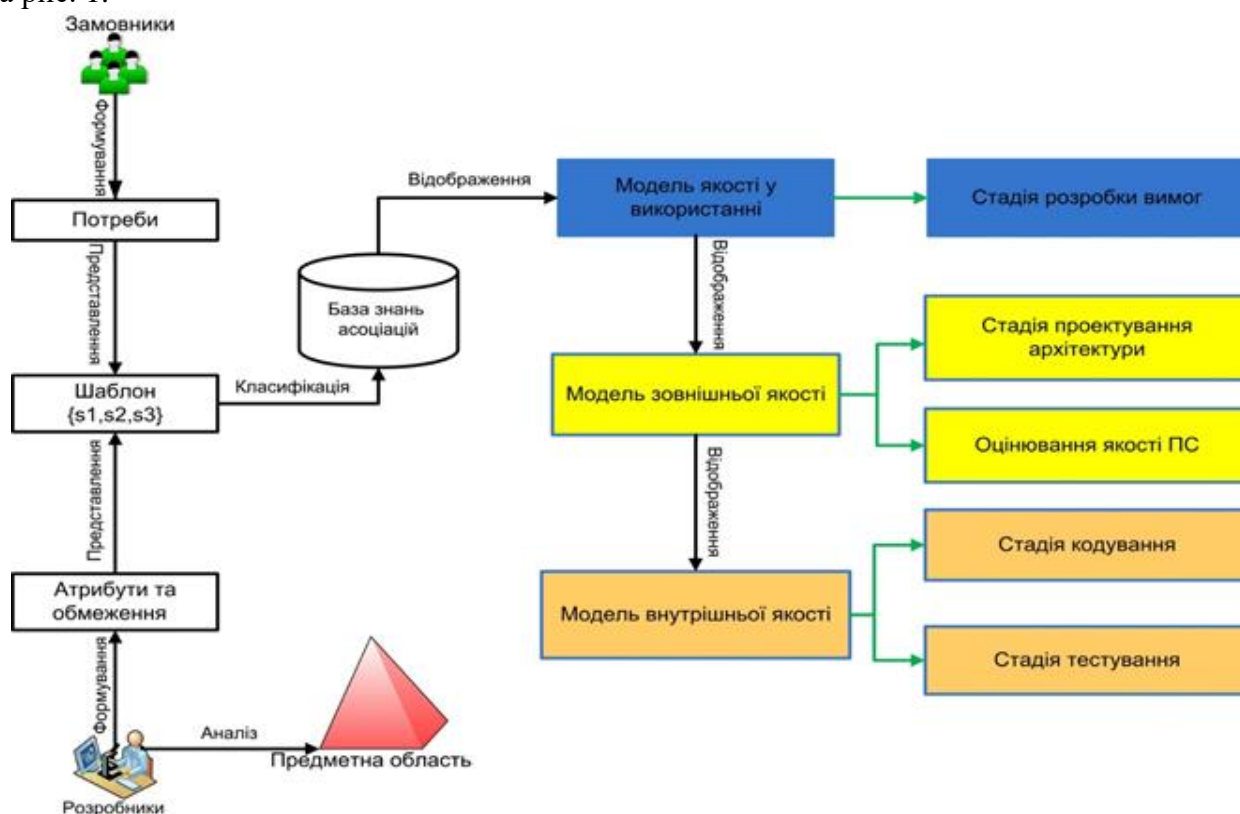 а рис. 1.
Замовники
Формування
Потреби
Представлення
Шаблон
{s1,s2,s3}
Класифікація
База знань
асоціацій
Відображення
Представлення
Атрибути та
обмеження
Формування
Розробники
Аналіз
Предметна область
Модель якості у
використанні
Стадія розробки вимог
Відображення
Модель зовнішньої якості
Стадія проектування
архітектури
Оцінювання якості ПС
Відображення
Модель внутрішньої якості
Стадія кодування
Стадія тестування